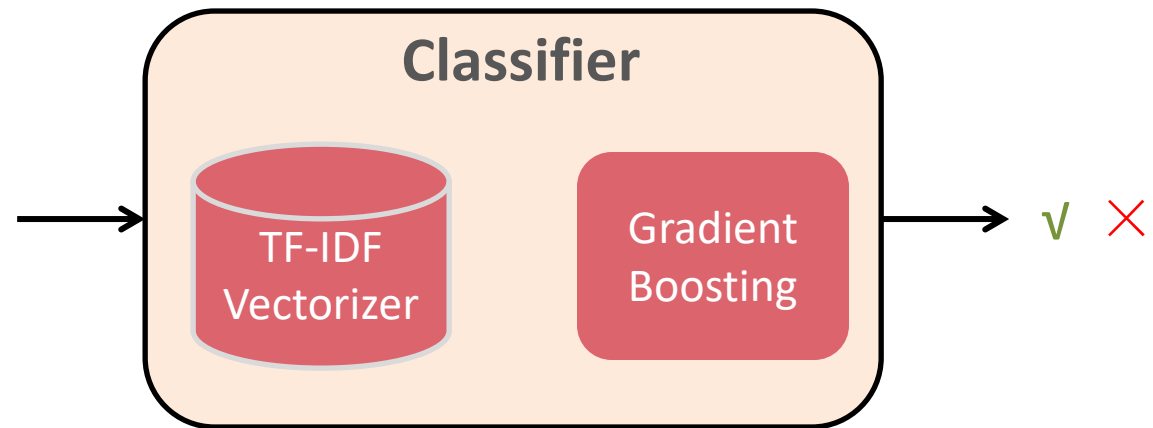 Classifier
TF-IDF
Vectorizer
Gradient
Boosting
√ ×